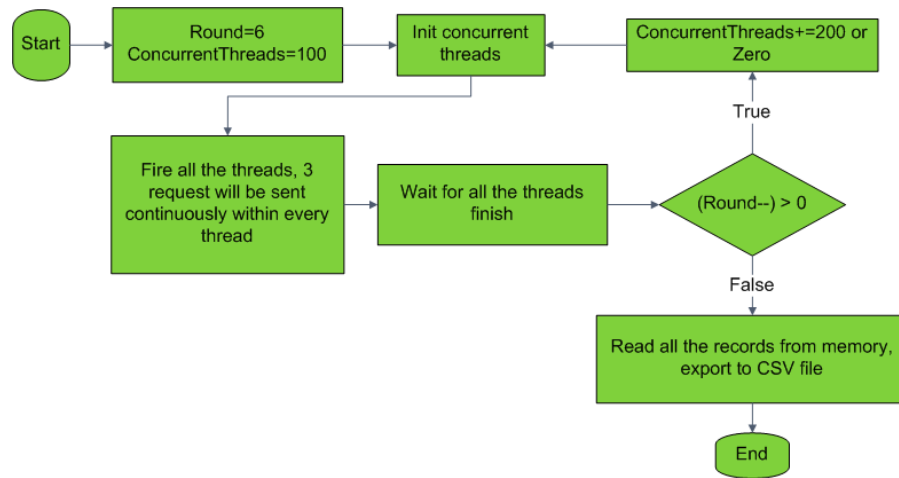 Start
Round=6
ConcurrentThreads=100
Init concurrent
threads
ConcurrentThreads+=200 or
Zero
True
Fire all the threads, 3
request will be sent
continuously within every
thread
Wait for all the threads
finish
(Round--) > 0
False
Read all the records from memory,
export to CSV file
End